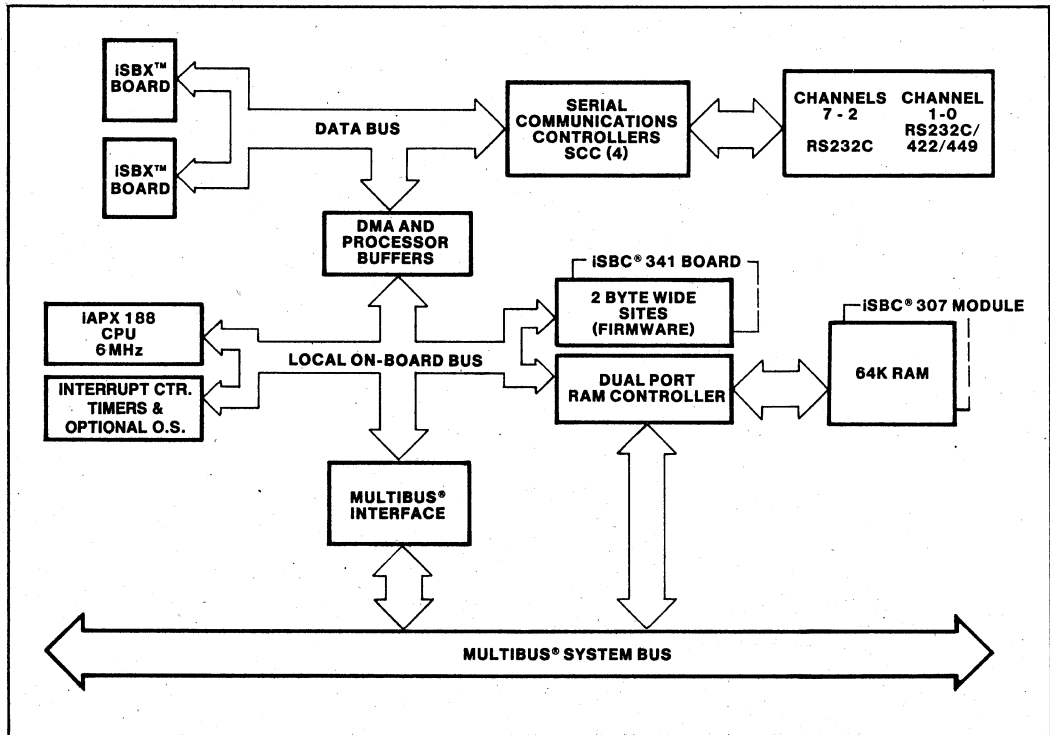 iSBX™
BOARD
iSBX™
BOARD
DATA BUS
SERIAL
COMMUNICATIONS
CONTROLLERS
SCC (4)
CHANNELS
7 - 2
RS232C
CHANNEL
1-0
RS232C/
422/449
DMA AND
PROCESSOR
BUFFERS
iSBC® 341 BOARD
2 BYTE WIDE
SITES
(FIRMWARE)
iSBC® 307 MODULE
64K RAM
iAPX 188
CPU
6 MHz
LOCAL ON-BOARD BUS
INTERRUPT CTR.
TIMERS &
OPTIONAL O.S.
DUAL PORT
RAM CONTROLLER
MULTIBUS®
INTERFACE
MULTIBUS® SYSTEM BUS